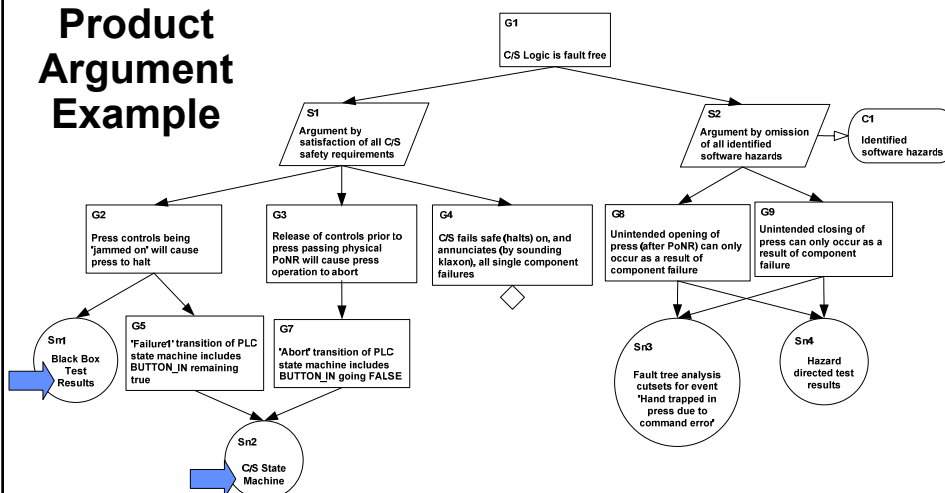 Product
Argument
Example
G1
C/S Logic is fault free
S1
Argument by
satisfaction of all C/S
safety requirements
S2
Argument by omission
of all identified
software hazards
C1
Identified
software hazards
G2
Press controls being
'jammed on' will cause
press to halt
G3
Release of controls prior to
press passing physical
PoNR will cause press
operation to abort
G4
C/S fails safe (halts) on, and
annunciates (by sounding
klaxon), all single component
failures
G8
Unintended opening of
press (after PoNR) can only
occur as a result of
component failure
G9
Unintended closing of
press can only occur as a
result of component
failure
Sn1
Black Box
Test
Results
G5
'Failure1' transition of PLC
state machine includes
BUTTON_IN remaining
true
G7
'Abort' transition of PLC
state machine includes
BUTTON_IN going FALSE
Sn3
Fault tree analysis
cutsets for event
'Hand trapped in
press due to
command error'
Sn4
Hazard
directed test
results
Sn2
C/S State
Machine